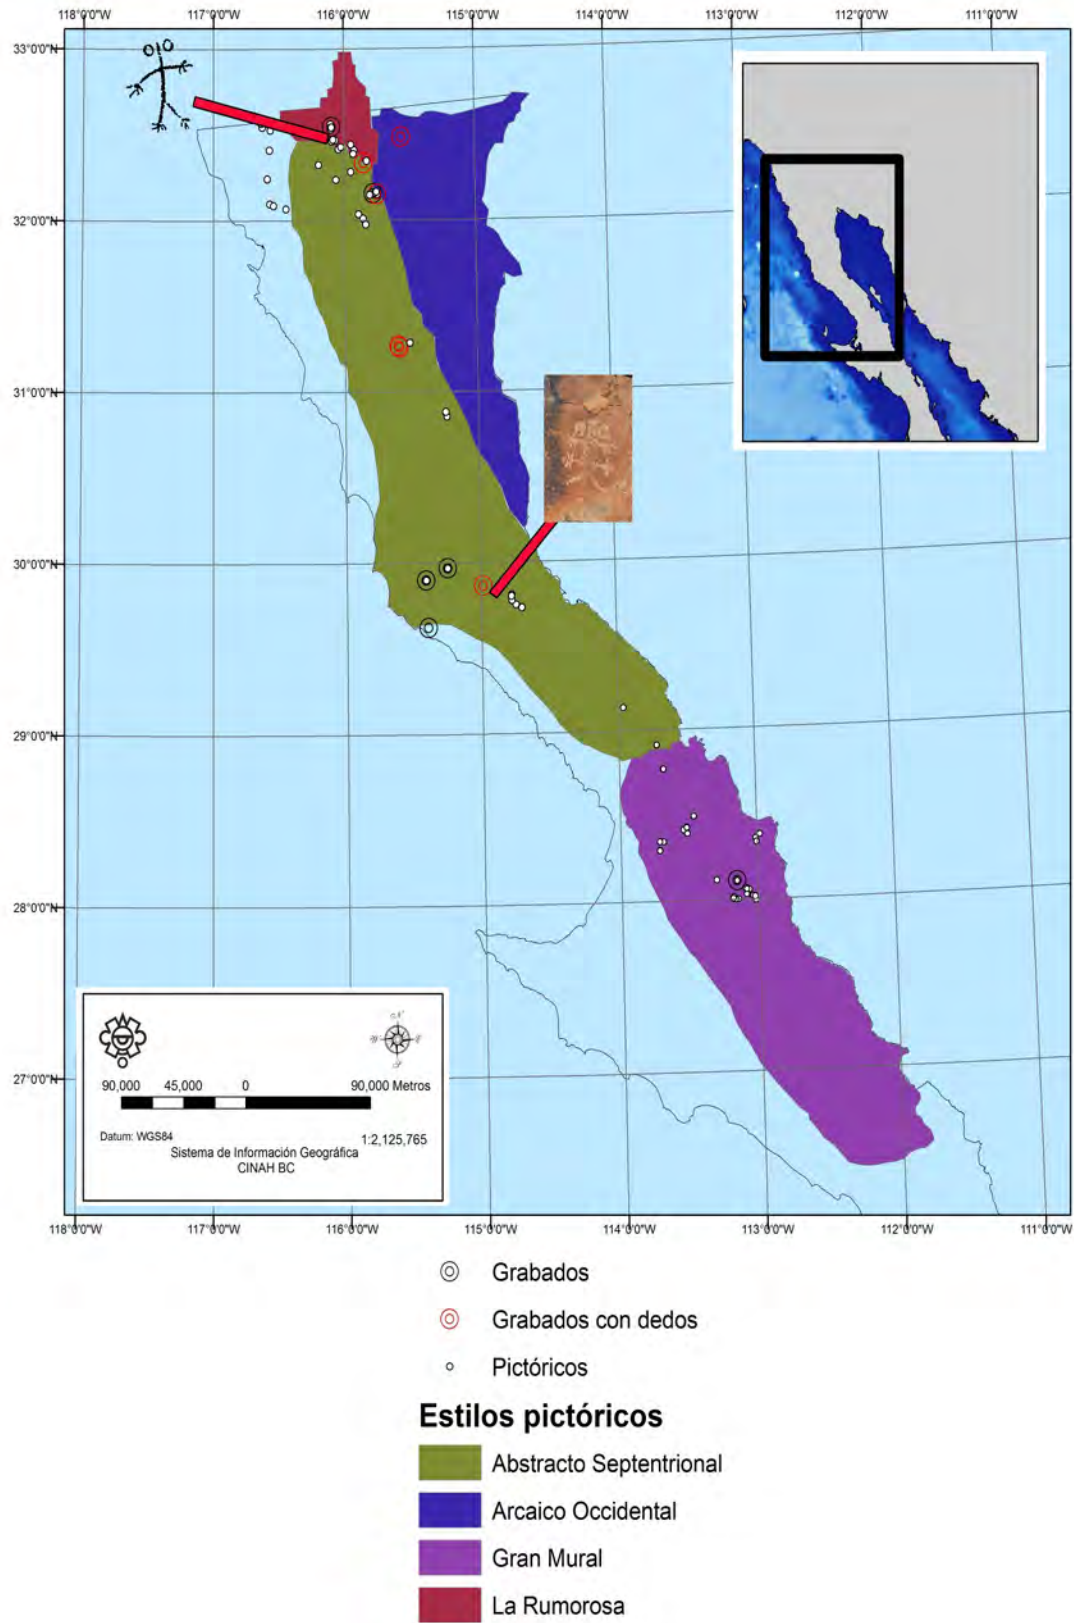 118°0'0"W 117°0'0"W 116°0'0"W 115°0'0"W 114°0'0"W 113°0'0"W 112°0'0"W 111°0'0"W
33°0'0"N
32°0'0"N
31°0'0"N
30°0'0"N
29°0'0"N
28°0'0"N
27°0'0"N
90,000 45,000 0 90,000 Metros
Datum: WGS84
1:2,125,765
Sistema de Información Geográfica
CINAH BC
118°0'0"W 117°0'0"W 116°0'0"W 115°0'0"W 114°0'0"W 113°0'0"W 112°0'0"W 111°0'0"W
Grabados
Grabados con dedos
Pictóricos
Estilos pictóricos
Abstracto Septentrional
Arcaico Occidental
Gran Mural
La Rumorosa